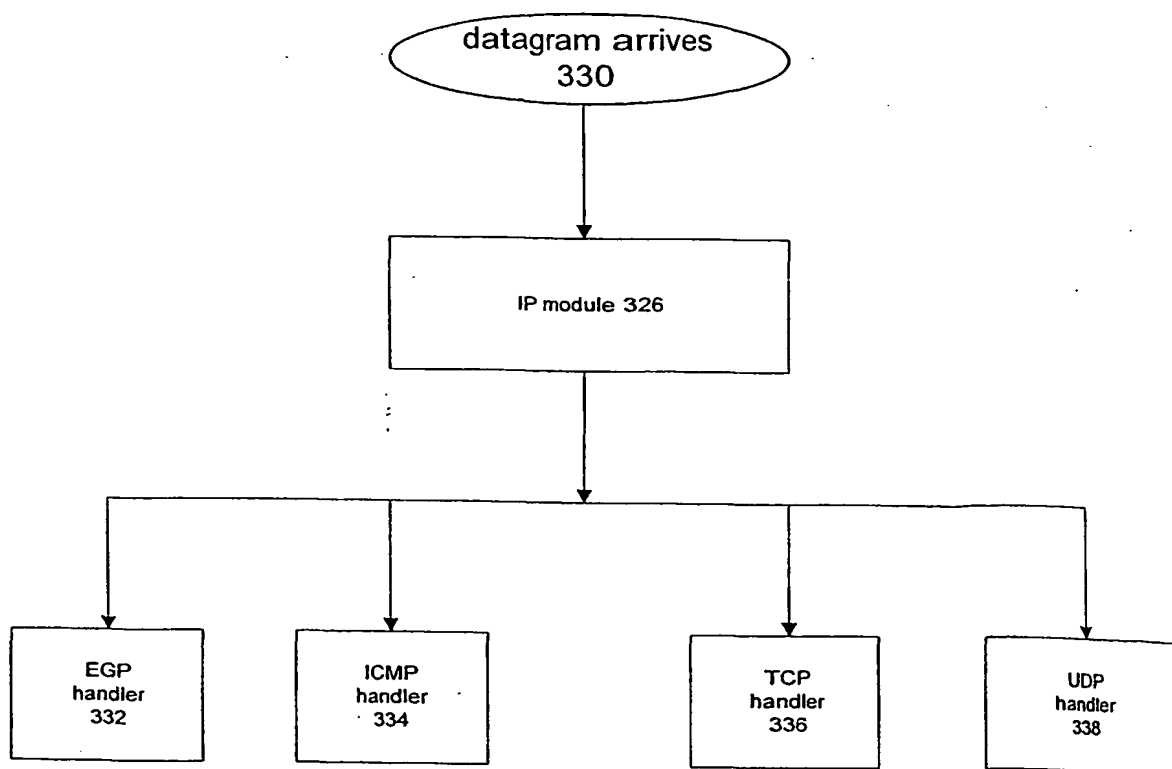 datagram arrives
330
IP module 326
EGP
handler
332
ICMP
handler
334
TCP
handler
336
UDP
handler
338